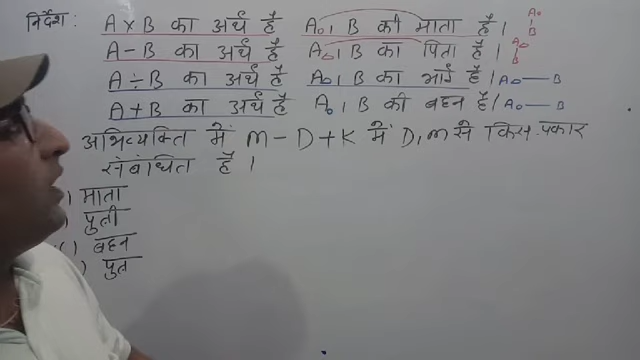 निर्देश: A × B का अर्थ है A, B की माता है। A B
A - B का अर्थ है A, B का पिता है। A B
A ÷ B का अर्थ है A, B का भाई है। A — B
A + B का अर्थ है A, B की बहन है। A — B
अभिव्यक्ति में M - D + K में D, M से किस प्रकार
संबंधित है ।
) माता
) पुत्री
) बहन
) पुत्र